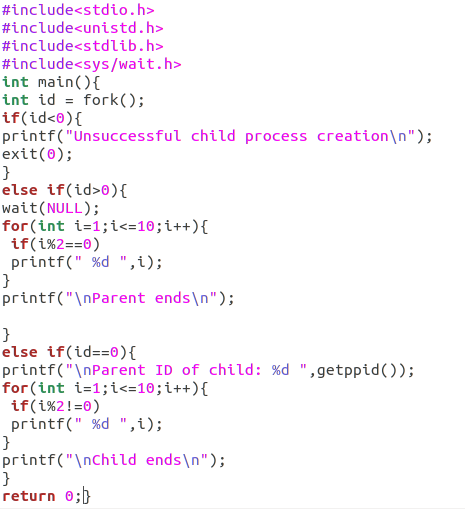 #include<stdio.h>
#include<unistd.h>
#include<stdlib.h>
#include<sys/wait.h>
int main(){
int id = fork();
if(id<0){
printf("Unsuccessful child process creation\n");
exit(0);
}
else if(id>0){
wait(NULL);
for(int i=1;i<=10;i++){
 if(i%2==0)
 printf(" %d ",i);
}
printf("\nParent ends\n");

}
else if(id==0){
printf("\nParent ID of child: %d ",getppid());
for(int i=1;i<=10;i++){
 if(i%2!=0)
 printf(" %d ",i);
}
printf("\nChild ends\n");
}
return 0;}